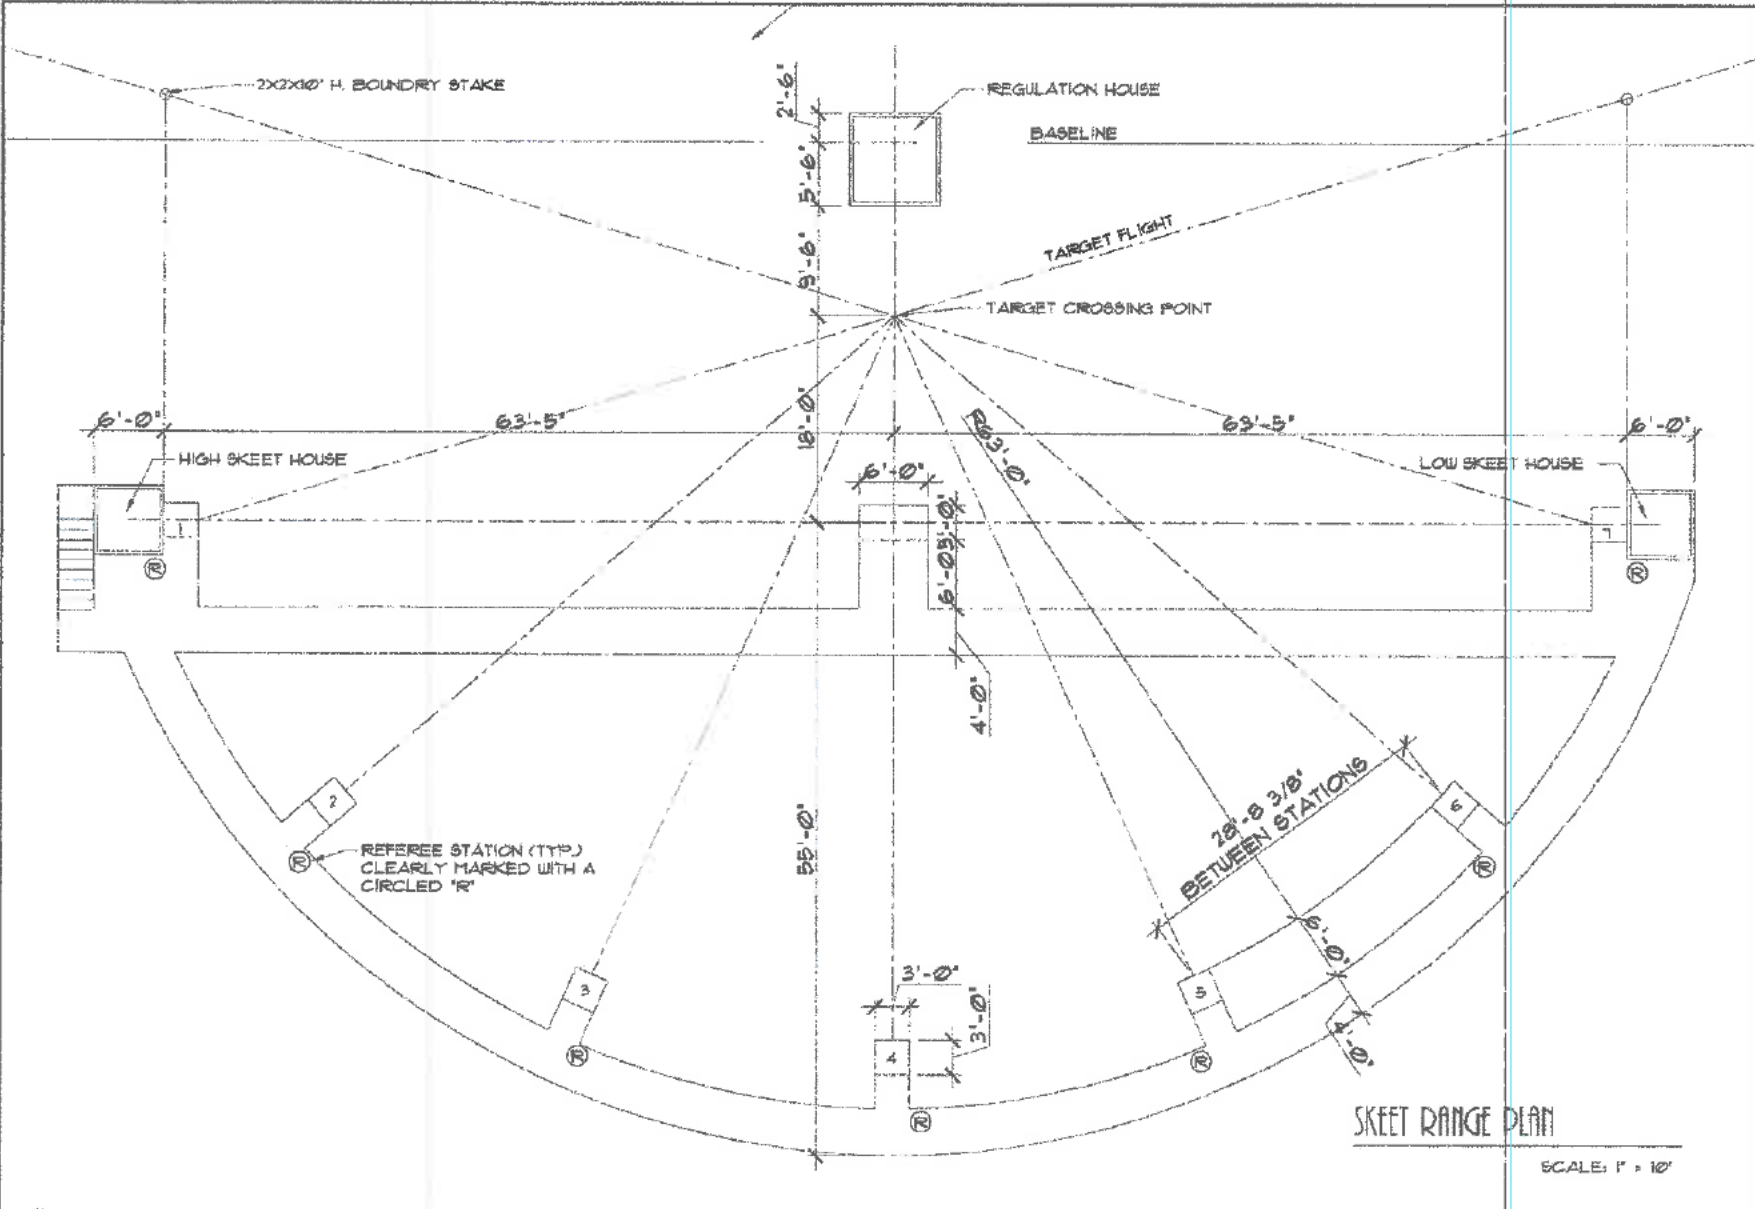 2X2X10' H. BOUNDRY STAKE
2'-6"
REGULATION HOUSE
BASELINE
5'-6"
9'-6"
TARGET FLIGHT
TARGET CROSSING POINT
18'-0"
6'-0"
63'-5"
R63'-0"
63'-5"
6'-0"
HIGH SKEET HOUSE
6'-0"
LOW SKEET HOUSE
1
3'-0"
7
R
6'-0"
R
4'-0"
28'-8 3/8"
BETWEEN STATIONS
2
6
55'-0"
REFEREE STATION (TYP.)
CLEARLY MARKED WITH A
CIRCLED "R"
R
R
6'-0"
3
3'-0"
5
3'-0"
4'-0"
R
4
R
R
SKEET RANGE PLAN
SCALE: 1" = 10'